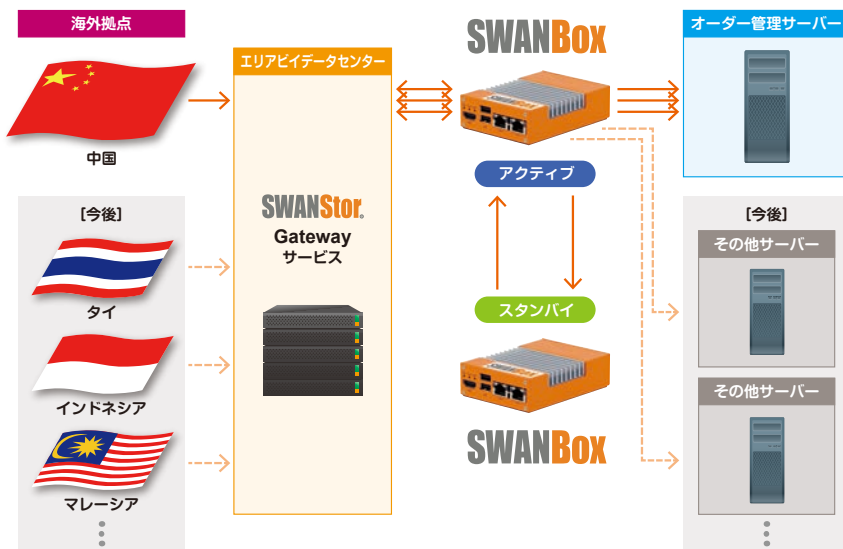 海外拠点
中国
[今後]
タイ
インドネシア
マレーシア
エリアビイデータセンター
SWANStor®
Gateway
サービス
SWANBox
アクティブ
スタンバイ
SWANBox
オーダー管理サーバー
[今後]
その他サーバー
その他サーバー